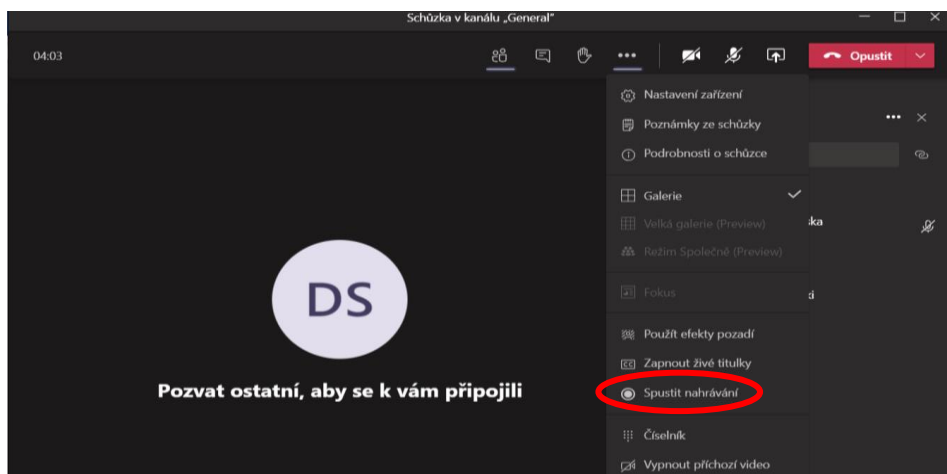 Schůzka v kanálu „General"
04:03
Opustit
Nastavení zařízení
Poznámky ze schůzky
Podrobnosti o schůzce
Galerie
Velká galerie (Preview)
Režim Společně (Preview)
Fokus
Použít efekty pozadí
CC Zapnout živé titulky
Spustit nahrávání
Číselník
Vypnout příchozí video
DS
Pozvat ostatní, aby se k vám připojili